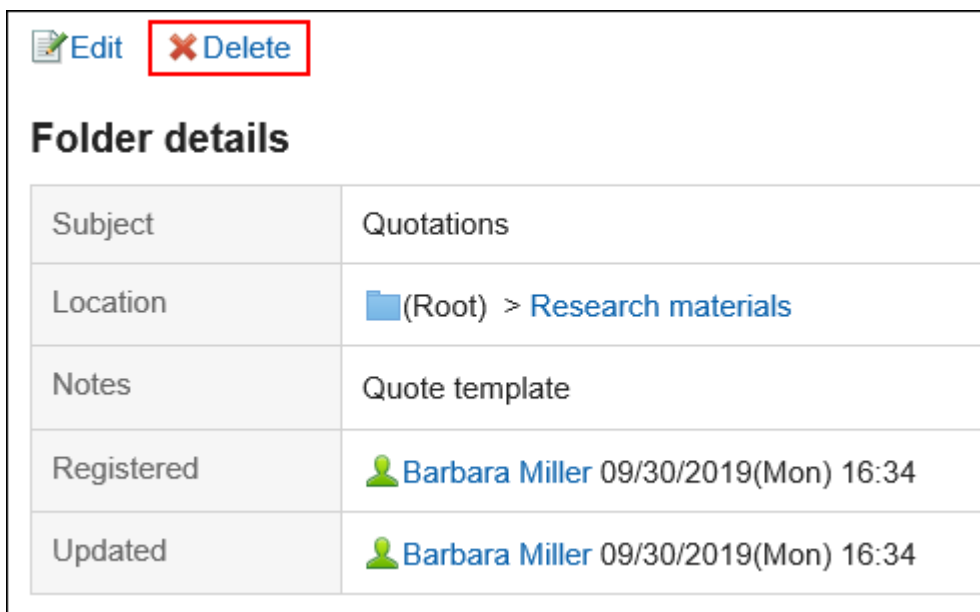 Edit Delete
Folder details
Subject Quotations
Location (Root) > Research materials
Notes Quote template
Registered Barbara Miller 09/30/2019(Mon) 16:34
Updated Barbara Miller 09/30/2019(Mon) 16:34